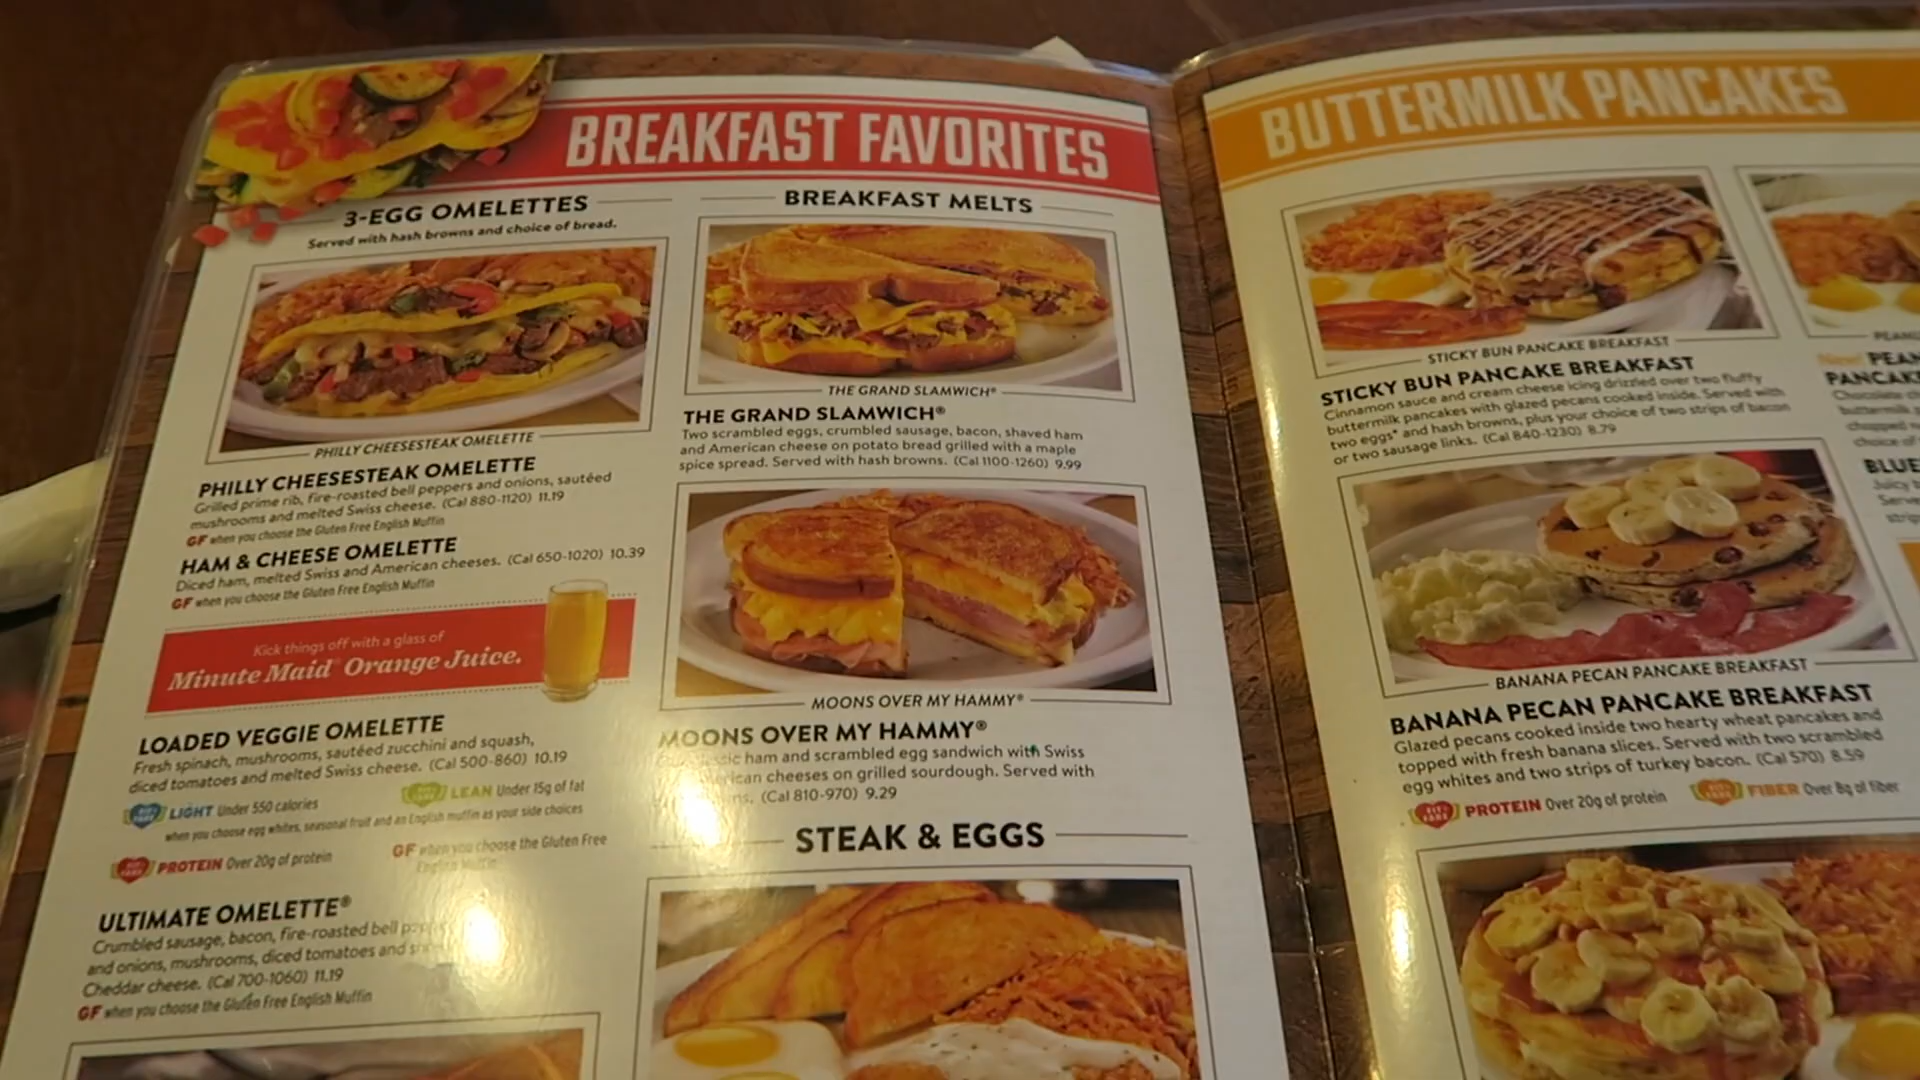 BREAKFAST FAVORITES
3-EGG OMELETTES
Served with hash browns and choice of bread.
PHILLY CHEESESTEAK OMELETTE
PHILLY CHEESESTEAK OMELETTE
Grilled prime rib, fire-roasted bell peppers and onions, sautéed
mushrooms and melted Swiss cheese. (Cal 880-1120) 11.19
GF when you choose the Gluten Free English Muffin
HAM & CHEESE OMELETTE
Diced ham, melted Swiss and American cheeses. (Cal 650-1020) 10.39
GF when you choose the Gluten Free English Muffin
Kick things off with a glass of
Minute Maid Orange Juice.
LOADED VEGGIE OMELETTE
Fresh spinach, mushrooms, sautéed zucchini and squash,
diced tomatoes and melted Swiss cheese. (Cal 500-860) 10.19
FIT FARE LIGHT Under 550 calories
FIT FARE LEAN Under 15g of fat
when you choose egg whites, seasonal fruit and an English muffin as your side choices
FIT FARE PROTEIN Over 20g of protein
GF when you choose the Gluten Free
English Muffin
ULTIMATE OMELETTE®
Crumbled sausage, bacon, fire-roasted bell
and onions, mushrooms, diced tomatoes and
Cheddar cheese. (Cal 700-1060) 11.19
GF when you choose the Gluten Free English Muffin
BREAKFAST MELTS
THE GRAND SLAMWICH®
THE GRAND SLAMWICH®
Two scrambled eggs, crumbled sausage, bacon, shaved ham
and American cheese on potato bread grilled with a maple
spice spread. Served with hash browns. (Cal 1100-1260) 9.99
MOONS OVER MY HAMMY®
MOONS OVER MY HAMMY®
ham and scrambled egg sandwich with Swiss
cheeses on grilled sourdough. Served with
(Cal 810-970) 9.29
STEAK & EGGS
BUTTERMILK PANCAKES
STICKY BUN PANCAKE BREAKFAST
STICKY BUN PANCAKE BREAKFAST
Cinnamon sauce and cream cheese icing drizzled over two fluffy
buttermilk pancakes with glazed pecans cooked inside. Served with
two eggs* and hash browns, plus your choice of two strips of bacon
or two sausage links. (Cal 840-1230) 8.79
BANANA PECAN PANCAKE BREAKFAST
BANANA PECAN PANCAKE BREAKFAST
Glazed pecans cooked inside two hearty wheat pancakes and
topped with fresh banana slices. Served with two scrambled
egg whites and two strips of turkey bacon. (Cal 570) 8.59
FIT FARE PROTEIN Over 20g of protein
FIT FARE FIBER Over 8g of fiber